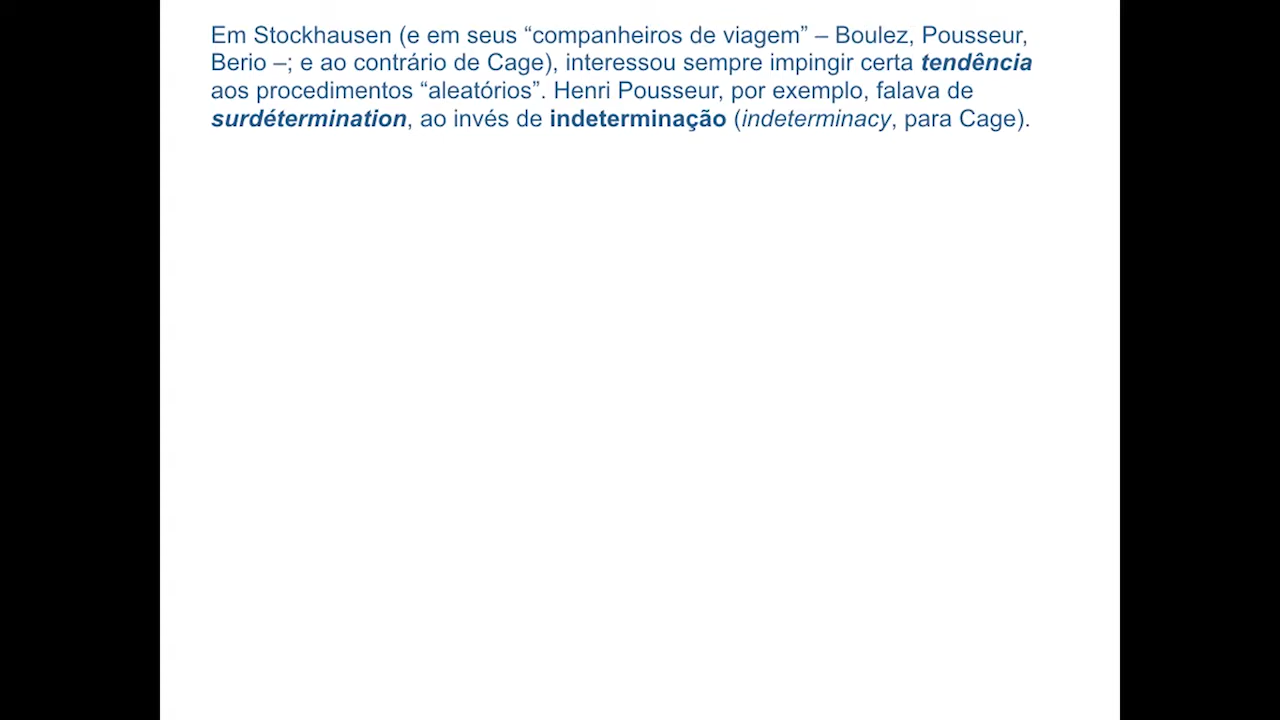 Em Stockhausen (e em seus “companheiros de viagem” – Boulez, Pousseur,
Berio –; e ao contrário de Cage), interessou sempre impingir certa tendência
aos procedimentos “aleatórios”. Henri Pousseur, por exemplo, falava de
surdétermination, ao invés de indeterminação (indeterminacy, para Cage).